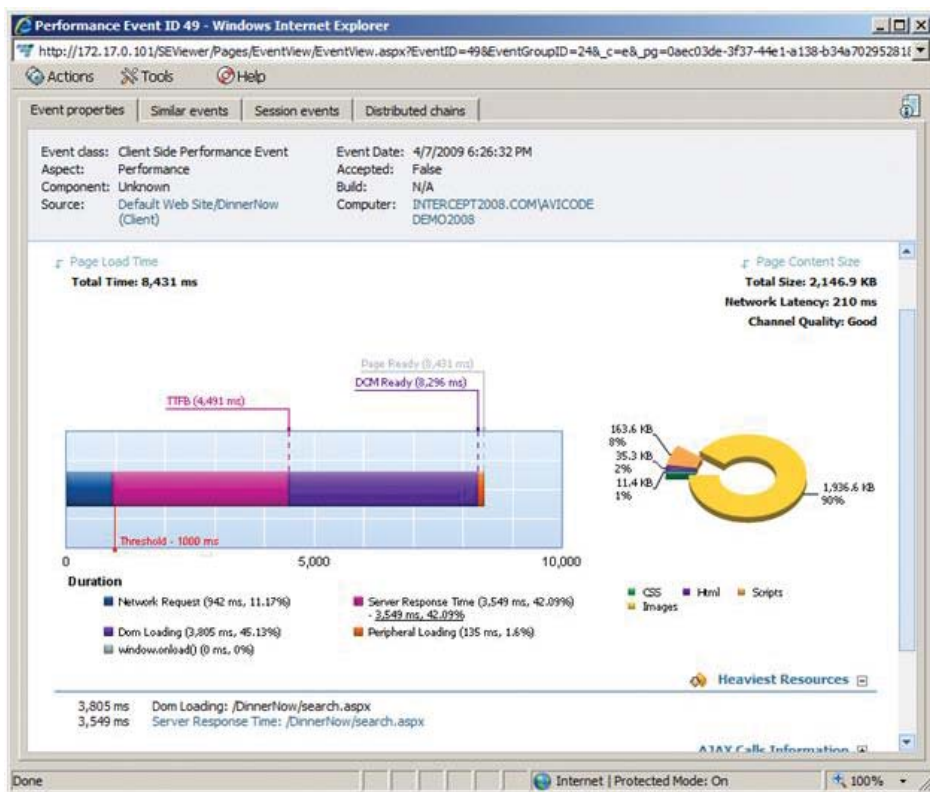 Performance Event ID 49 - Windows Internet Explorer
http://172.17.0.101/SEViewer/Pages/EventView/EventView.aspx?EventID=49&EventGroupID=24&_c=e&_pg=0aec03de-3f37-44e1-a138-b34a702952818
Actions Tools Help
Event properties Similar events Session events Distributed chains
Event class: Client Side Performance Event Event Date: 4/7/2009 6:26:32 PM
Aspect: Performance Accepted: False
Component: Unknown Build: N/A
Source: Default Web Site/DinnerNow Computer: INTERCEPT2008.COM\AVICODE
(Client) DEMO2008
Page Load Time Page Content Size
Total Time: 8,431 ms Total Size: 2,146.9 KB
Network Latency: 210 ms
Channel Quality: Good
Page Ready (8,431 ms)
DOM Ready (8,296 ms)
TTFB (4,491 ms)
163.6 KB
8%
35.3 KB
2%
11.4 KB
1%
1,936.6 KB
90%
Threshold - 1000 ms
0 5,000 10,000
Duration
Network Request (942 ms, 11.17%) Server Response Time (3,549 ms, 42.09%)
- 3,549 ms, 42.09%
Dom Loading (3,805 ms, 45.13%) Peripheral Loading (135 ms, 1.6%)
window.onload() (0 ms, 0%)
CSS Html Scripts
Images
Heaviest Resources
3,805 ms Dom Loading: /DinnerNow/search.aspx
3,549 ms Server Response Time: /DinnerNow/search.aspx
AJAX Calls Information
Done Internet | Protected Mode: On 100%